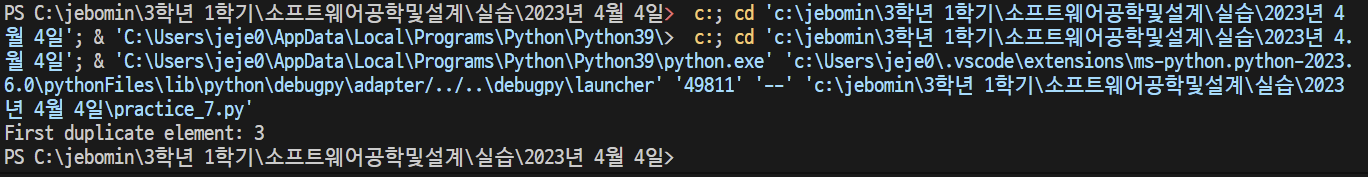 PS C:\jebomin\3학년 1학기\소프트웨어공학및설계\실습\2023년 4월 4일>  c:; cd 'c:\jebomin\3학년 1학기\소프트웨어공학및설계\실습\2023년 4
월 4일'; & 'C:\Users\jeje0\AppData\Local\Programs\Python\Python39\>  c:; cd 'c:\jebomin\3학년 1학기\소프트웨어공학및설계\실습\2023년 4.
월 4일'; & 'C:\Users\jeje0\AppData\Local\Programs\Python\Python39\python.exe' 'c:\Users\jeje0\.vscode\extensions\ms-python.python-2023.
6.0\pythonFiles\lib\python\debugpy\adapter/../..\debugpy\launcher' '49811' '--' 'c:\jebomin\3학년 1학기\소프트웨어공학및설계\실습\2023
년 4월 4일\practice_7.py'
First duplicate element: 3
PS C:\jebomin\3학년 1학기\소프트웨어공학및설계\실습\2023년 4월 4일>